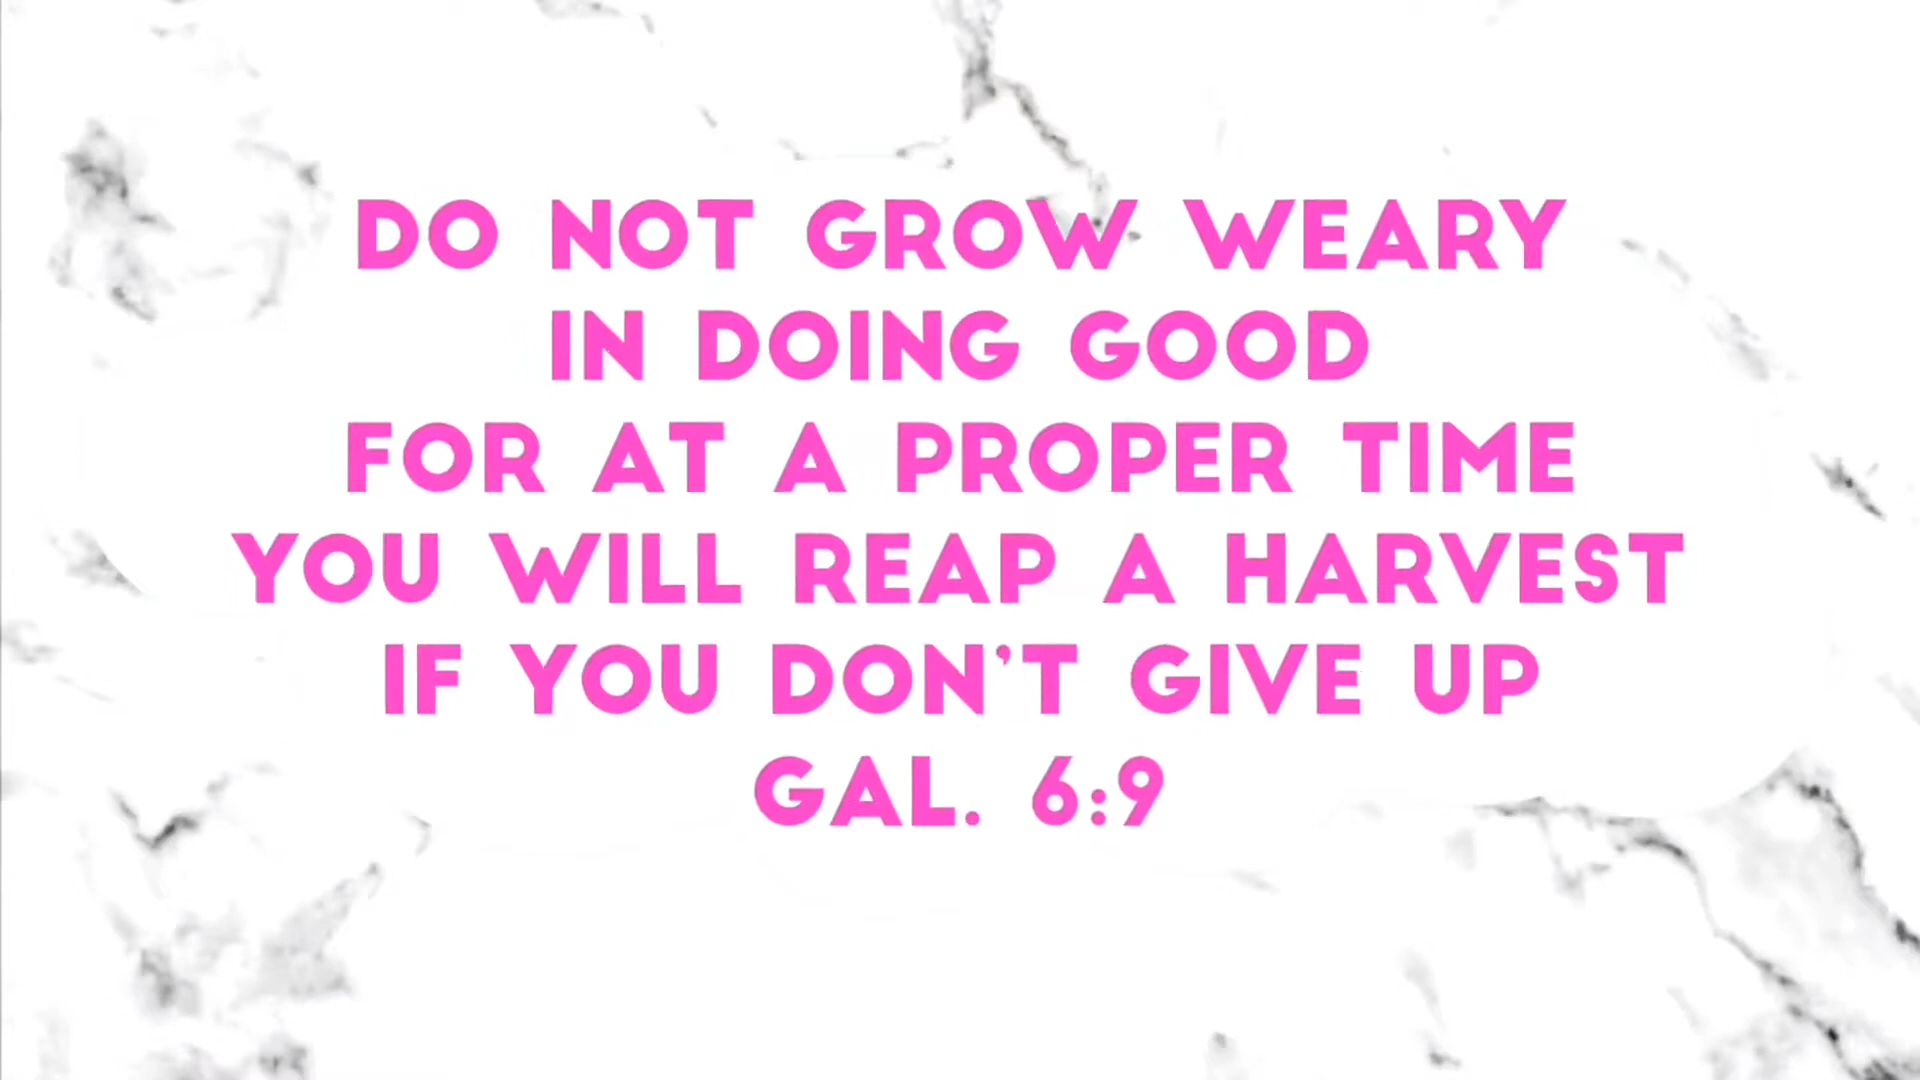 DO NOT GROW WEARY
IN DOING GOOD
FOR AT A PROPER TIME
YOU WILL REAP A HARVEST
IF YOU DON’T GIVE UP
GAL. 6:9